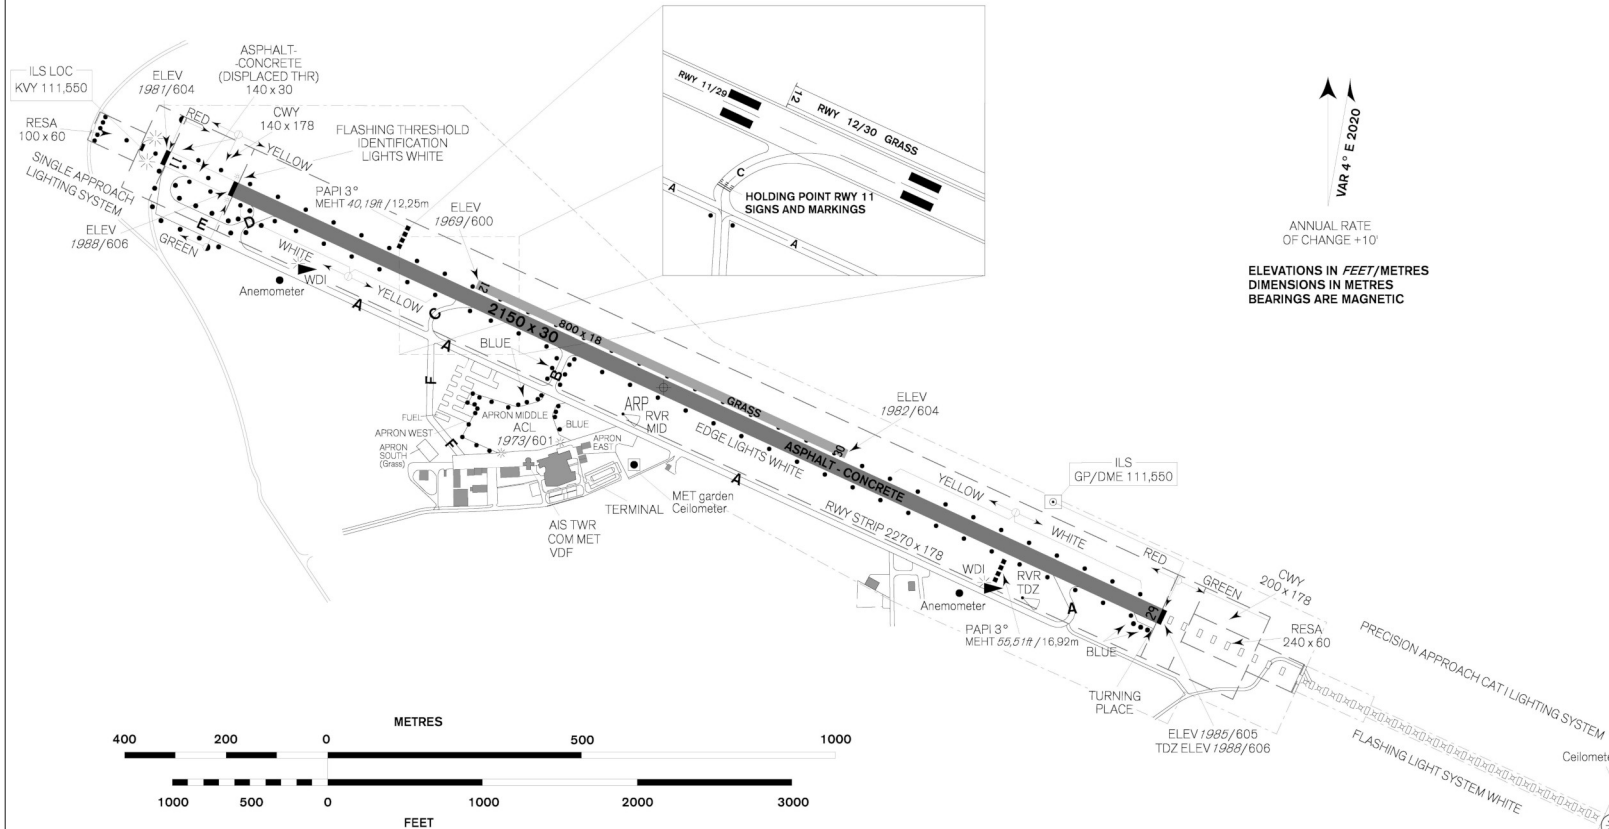 ILS LOC
KVY 111,550
ELEV
1981/604
ASPHALT-
-CONCRETE
(DISPLACED THR)
140 x 30
RESA
100 x 60
RED
CWY
140 x 178
FLASHING THRESHOLD
IDENTIFICATION
LIGHTS WHITE
YELLOW
SINGLE APPROACH
LIGHTING SYSTEM
11
PAPI 3°
MEHT 40,19ft / 12,25m
ELEV
1969/600
ELEV
1988/606
E
D
GREEN
WHITE
WDI
Anemometer
YELLOW
A
C
A
12
2150 x 30
800 x 18
BLUE
B
F
FUEL
APRON WEST
APRON
SOUTH
(Grass)
F
APRON MIDDLE
ACL
1973/601
BLUE
APRON
EAST
ARP
RVR
MID
GRASS
EDGE LIGHTS WHITE
ASPHALT - CONCRETE
30
ELEV
1982/604
A
MET garden
Ceilometer
TERMINAL
AIS TWR
COM MET
VDF
RWY STRIP 2270 x 178
YELLOW
WHITE
ILS
GP/DME 111,550
RED
GREEN
CWY
200 x 178
RESA
240 x 60
WDI
RVR
TDZ
Anemometer
PAPI 3°
MEHT 55,51ft / 16,92m
A
29
BLUE
TURNING
PLACE
ELEV 1985/605
TDZ ELEV 1988/606
PRECISION APPROACH CAT I LIGHTING SYSTEM
FLASHING LIGHT SYSTEM WHITE
RWY 11/29
12
RWY 12/30 GRASS
C
A
HOLDING POINT RWY 11
SIGNS AND MARKINGS
A
VAR 4° E 2020
ANNUAL RATE
OF CHANGE +10'
ELEVATIONS IN FEET/METRES
DIMENSIONS IN METRES
BEARINGS ARE MAGNETIC
METRES
400 200 0 500 1000
1000 500 0 1000 2000 3000
FEET